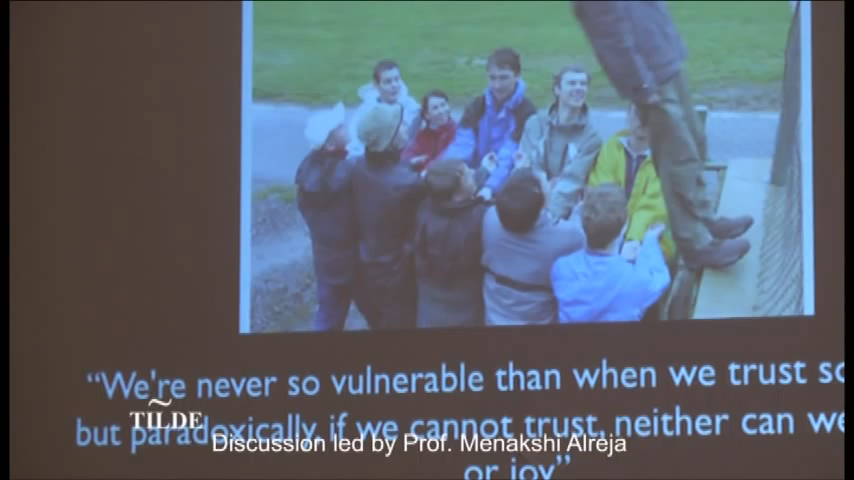 “We're never so vulnerable than when we trust
but paradoxically, if we cannot trust, neither can
or joy”
TILDE
Discussion led by Prof. Menakshi Alreja